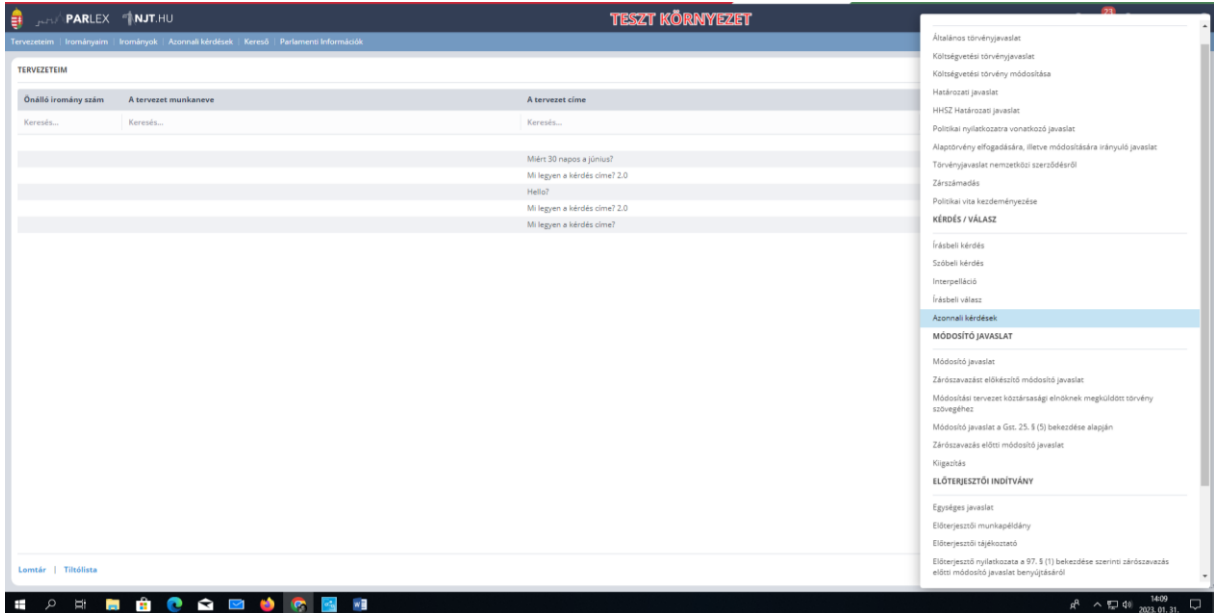 PARLEX NJT.HU
TESZT KÖRNYEZET
23
Tervezeteim | Irományaim | Irományok | Azonnali kérdések | Kereső | Parlamenti Információk
TERVEZETEIM
Önálló iromány szám A tervezet munkaneve A tervezet címe
Keresés... Keresés... Keresés...
Miért 30 napos a június?
Mi legyen a kérdés címe? 2.0
Hello?
Mi legyen a kérdés címe? 2.0
Mi legyen a kérdés címe?
Lomtár | Tiltólista
Általános törvényjavaslat
Költségvetési törvényjavaslat
Költségvetési törvény módosítása
Határozati javaslat
HHSZ Határozati javaslat
Politikai nyilatkozatra vonatkozó javaslat
Alaptörvény elfogadására, illetve módosítására irányuló javaslat
Törvényjavaslat nemzetközi szerződésről
Zárszámadás
Politikai vita kezdeményezése
KÉRDÉS / VÁLASZ
Írásbeli kérdés
Szóbeli kérdés
Interpelláció
Írásbeli válasz
Azonnali kérdések
MÓDOSÍTÓ JAVASLAT
Módosító javaslat
Zárószavazást előkészítő módosító javaslat
Módosítási tervezet köztársasági elnöknek megküldött törvény
szövegéhez
Módosító javaslat a Gst. 25. § (5) bekezdése alapján
Zárószavazás előtti módosító javaslat
Kiigazítás
ELŐTERJESZTŐI INDÍTVÁNY
Egységes javaslat
Előterjesztői munkapéldány
Előterjesztői tájékoztató
Előterjesztő nyilatkozata a 97. § (1) bekezdése szerinti zárószavazás
előtti módosító javaslat benyújtásáról
14:09
2023. 01. 31.